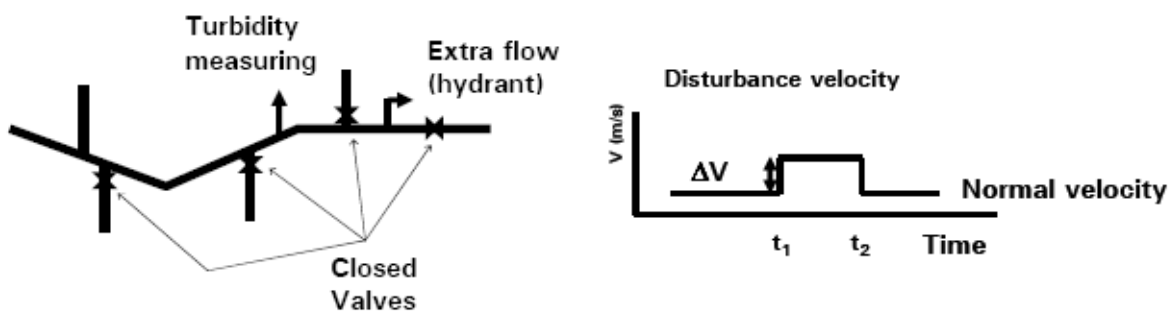 Turbidity
measuring
Extra flow
(hydrant)
Closed
Valves
Disturbance velocity
V (m/s)
ΔV
Normal velocity
t₁
t₂
Time